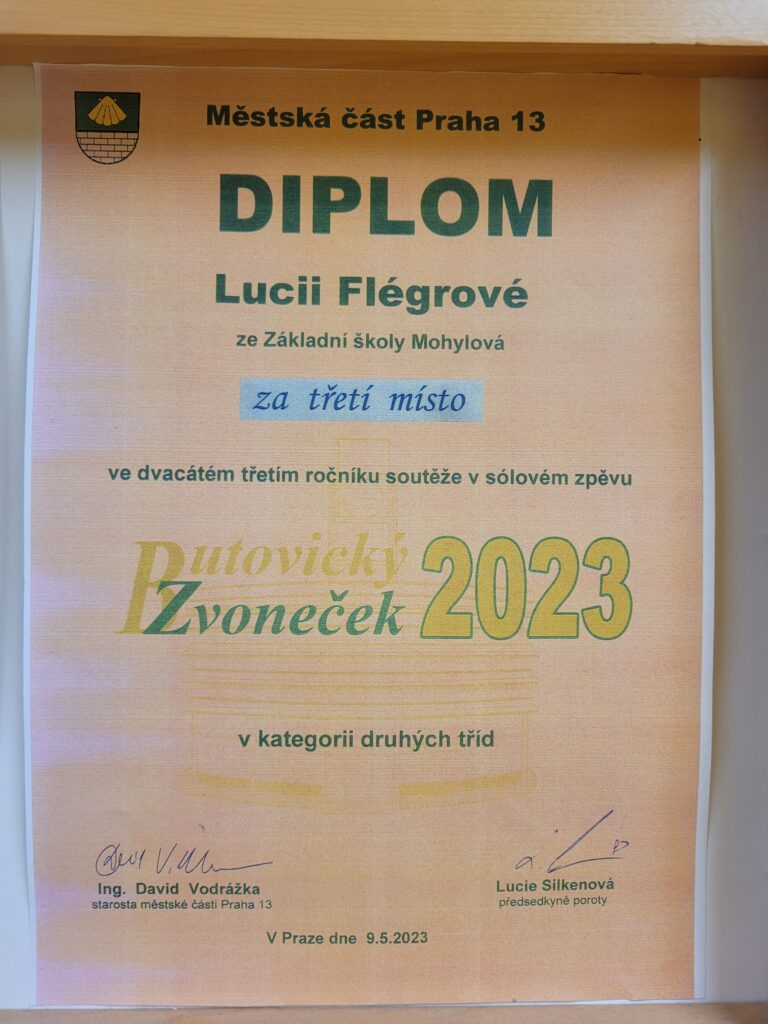 Městská část Praha 13
DIPLOM
Lucii Flégrové
ze Základní školy Mohylová
za třetí místo
ve dvacátém třetím ročníku soutěže v sólovém zpěvu
Butovický
Zvoneček 2023
v kategorii druhých tříd
Ing. David Vodrážka
starosta městské části Praha 13
Lucie Silkenová
předsedkyně poroty
V Praze dne 9.5.2023